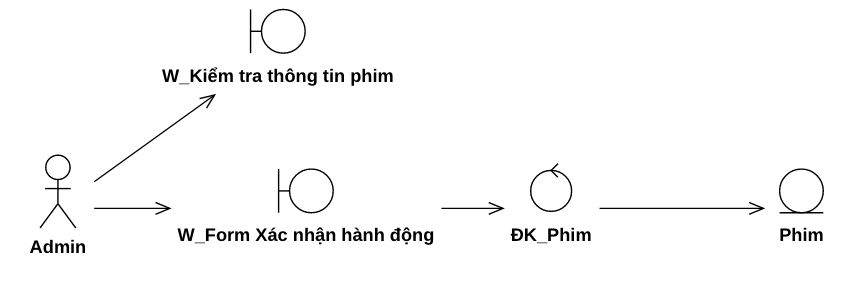 W_Kiểm tra thông tin phim
Admin
W_Form Xác nhận hành động
ĐK_Phim
Phim